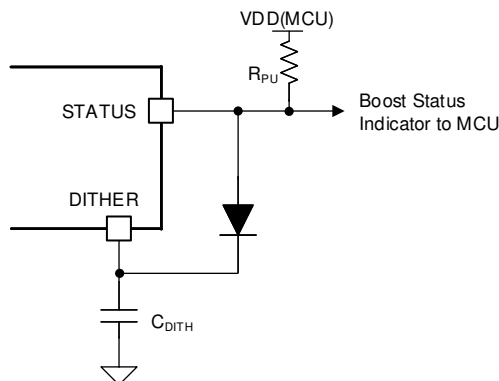 VDD(MCU)
RPU
STATUS
Boost Status
Indicator to MCU
DITHER
CDITH